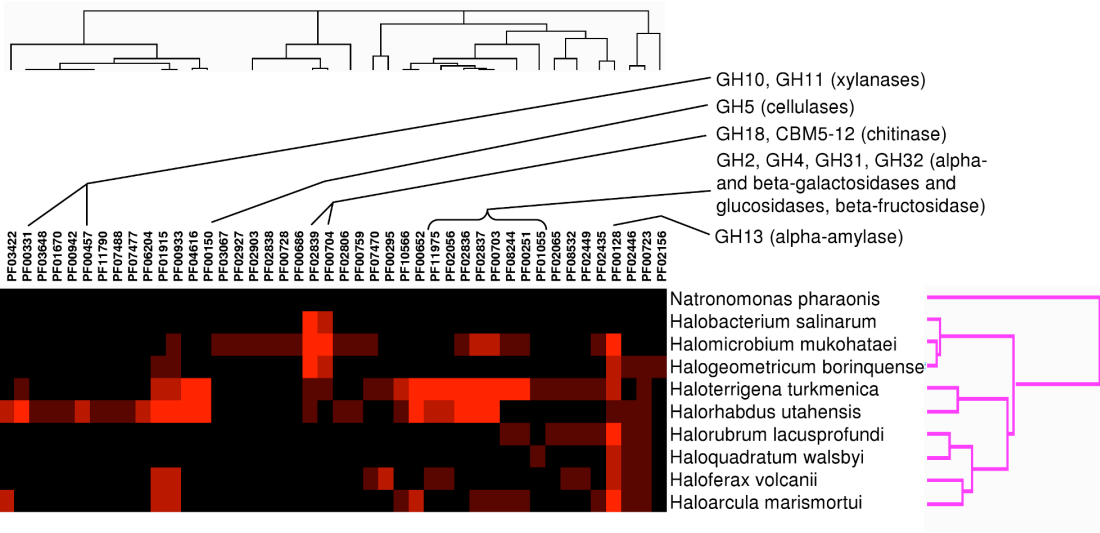 GH10, GH11 (xylanases)
GH5 (cellulases)
GH18, CBM5-12 (chitinase)
GH2, GH4, GH31, GH32 (alpha-
and beta-galactosidases and
glucosidases, beta-fructosidase)
GH13 (alpha-amylase)
PF03422
PF00331
PF03648
PF01670
PF00942
PF00457
PF11790
PF07488
PF07477
PF06204
PF01915
PF00933
PF04616
PF00150
PF03067
PF02927
PF02903
PF02838
PF00728
PF00686
PF02839
PF00704
PF02806
PF00759
PF07470
PF00295
PF10566
PF00652
PF11975
PF02056
PF02836
PF02837
PF00703
PF08244
PF00251
PF01055
PF02065
PF08532
PF02449
PF02435
PF00128
PF02446
PF00723
PF02156
Natronomonas pharaonis
Halobacterium salinarum
Halomicrobium mukohataei
Halogeometricum borinquense
Haloterrigena turkmenica
Halorhabdus utahensis
Halorubrum lacusprofundi
Haloquadratum walsbyi
Haloferax volcanii
Haloarcula marismortui